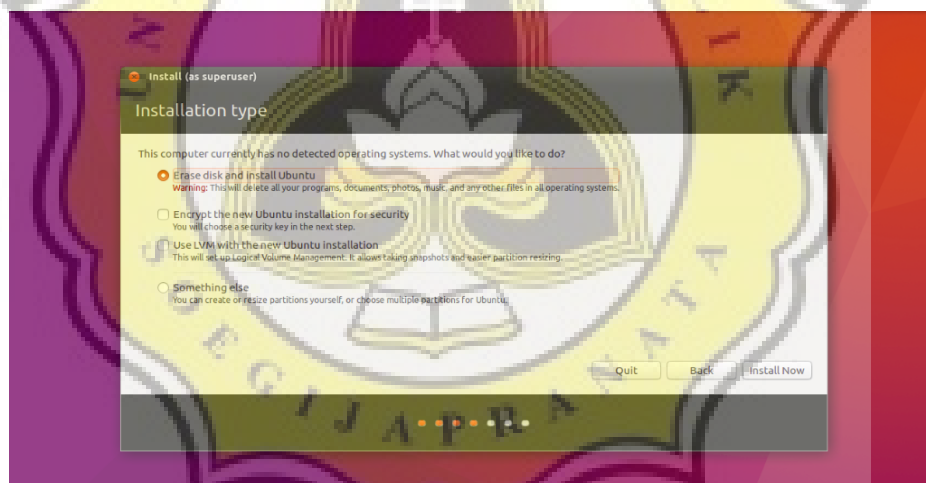 Install (as superuser)
Installation type
This computer currently has no detected operating systems. What would you like to do?
Erase disk and install Ubuntu
Warning: This will delete all your programs, documents, photos, music, and any other files in all operating systems.
Encrypt the new Ubuntu installation for security
You will choose a security key in the next step.
Use LVM with the new Ubuntu installation
This will set up Logical Volume Management. It allows taking snapshots and easier partition resizing.
Something else
You can create or resize partitions yourself, or choose multiple partitions for Ubuntu.
Quit Back Install Now
SEGIJAPRANATA